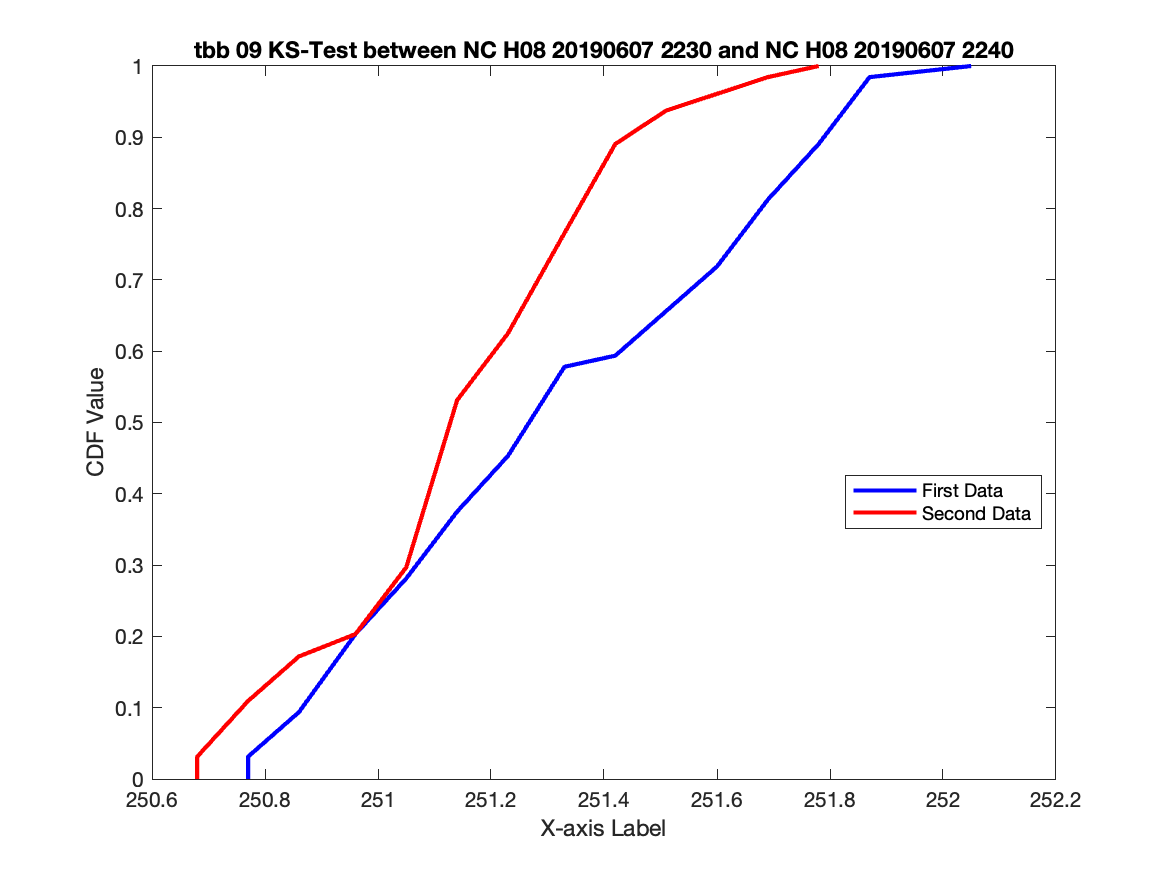 tbb 09 KS-Test between NC H08 20190607 2230 and NC H08 20190607 2240
1
0.9
0.8
0.7
0.6
0.5
0.4
0.3
0.2
0.1
0
CDF Value
First Data
Second Data
250.6 250.8 251 251.2 251.4 251.6 251.8 252 252.2
X-axis Label